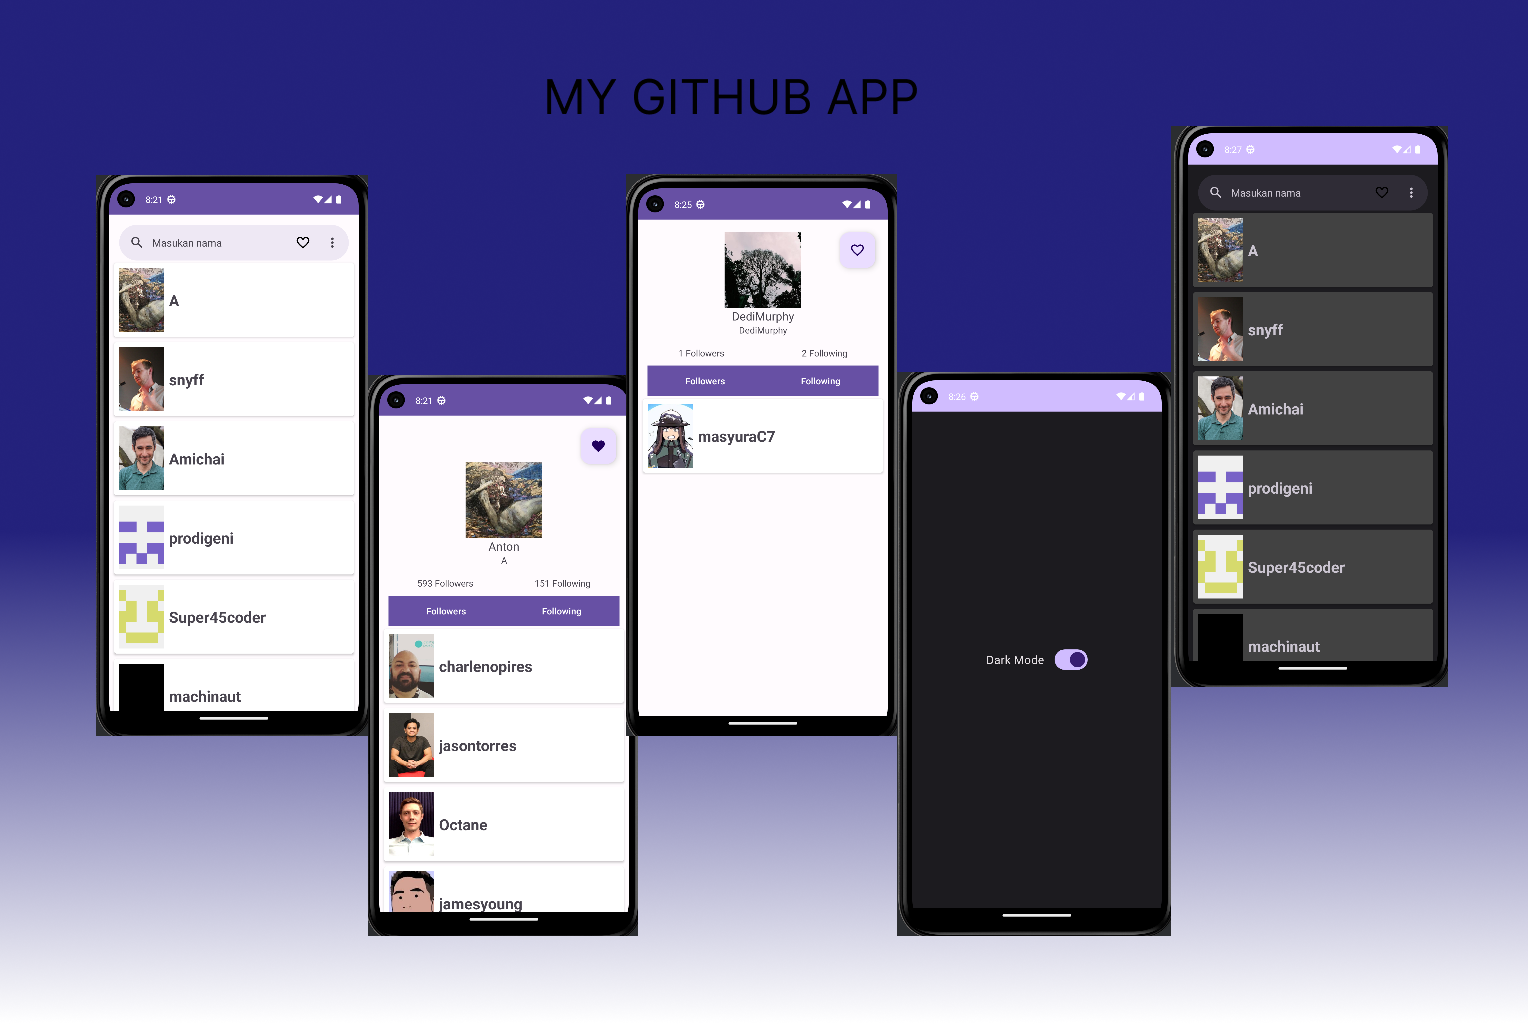 MY GITHUB APP
8:21
Masukan nama
A
snyff
Amichai
prodigeni
Super45coder
machinaut
8:21
Anton
A
593 Followers
151 Following
Followers
Following
charlenopires
jasontorres
Octane
jamesyoung
8:25
DediMurphy
DediMurphy
1 Followers
2 Following
Followers
Following
masyuraC7
8:26
Dark Mode
8:27
Masukan nama
A
snyff
Amichai
prodigeni
Super45coder
machinaut